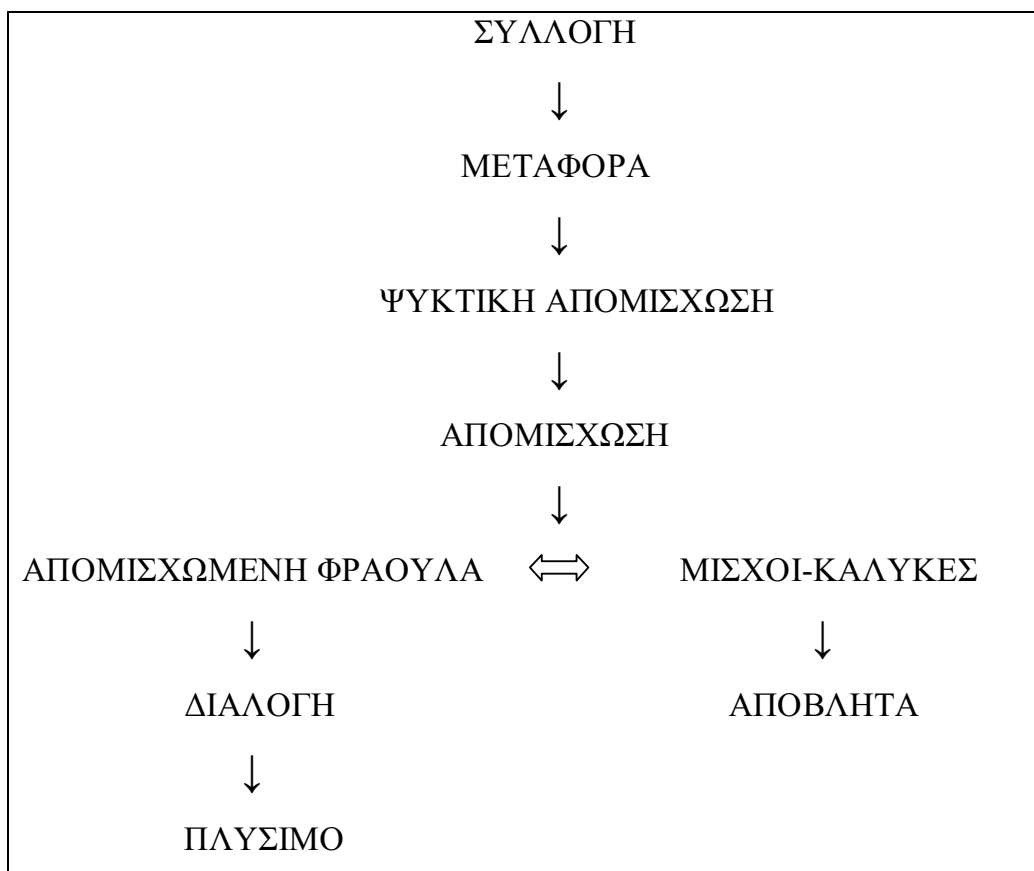 ΣΥΛΛΟΓΗ
↓
ΜΕΤΑΦΟΡΑ
↓
ΨΥΚΤΙΚΗ ΑΠΟΜΙΣΧΩΣΗ
↓
ΑΠΟΜΙΣΧΩΣΗ
↓
ΑΠΟΜΙΣΧΩΜΕΝΗ ΦΡΑΟΥΛΑ ⇔ ΜΙΣΧΟΙ-ΚΑΛΥΚΕΣ
↓ ↓
ΔΙΑΛΟΓΗ ΑΠΟΒΛΗΤΑ
↓
ΠΛΥΣΙΜΟ